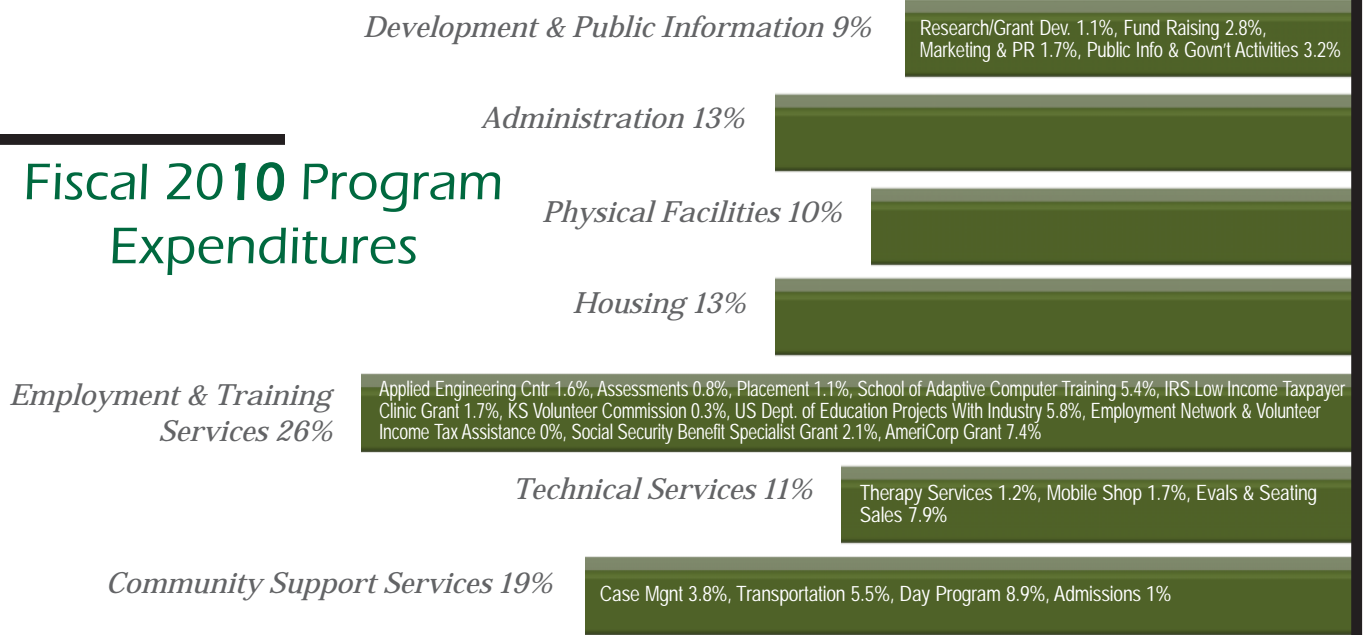 Development & Public Information 9%
Research/Grant Dev. 1.1%, Fund Raising 2.8%,
Marketing & PR 1.7%, Public Info & Govn't Activities 3.2%
Administration 13%
Fiscal 2010 Program
Expenditures
Physical Facilities 10%
Housing 13%
Employment & Training
Services 26%
Applied Engineering Cntr 1.6%, Assessments 0.8%, Placement 1.1%, School of Adaptive Computer Training 5.4%, IRS Low Income Taxpayer
Clinic Grant 1.7%, KS Volunteer Commission 0.3%, US Dept. of Education Projects With Industry 5.8%, Employment Network & Volunteer
Income Tax Assistance 0%, Social Security Benefit Specialist Grant 2.1%, AmeriCorp Grant 7.4%
Technical Services 11%
Therapy Services 1.2%, Mobile Shop 1.7%, Evals & Seating
Sales 7.9%
Community Support Services 19%
Case Mgnt 3.8%, Transportation 5.5%, Day Program 8.9%, Admissions 1%